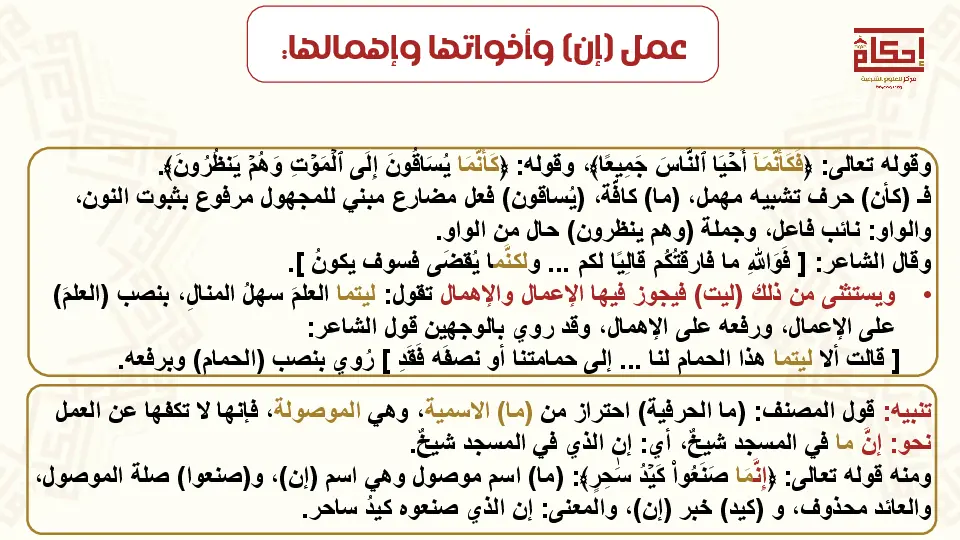 عمل (إن) وأخواتها وإهمالها:
إحكام
مركز للعلوم الشرعية
وقوله تعالى: ﴿فَكَأَنَّمَآ أَحۡيَا ٱلنَّاسَ جَمِيعًا﴾، وقوله: ﴿كَأَنَّمَا يُسَاقُونَ إِلَى ٱلۡمَوۡتِ وَهُمۡ يَنظُرُونَ﴾.
فـ (كأن) حرف تشبيه مهمل، (ما) كافّة، (يُساقون) فعل مضارع مبني للمجهول مرفوع بثبوت النون،
والواو: نائب فاعل، وجملة (وهم ينظرون) حال من الواو.
وقال الشاعر: [ فَوَاللهِ ما فارقتُكُم قالِيًا لكم ... ولكنَّما يُقضَى فسوف يكونُ ].
• ويستثنى من ذلك (ليت) فيجوز فيها الإعمال والإهمال تقول: ليتما العلمَ سهلُ المنالِ، بنصب (العلمَ)
على الإعمال، ورفعه على الإهمال، وقد روي بالوجهين قول الشاعر:
[ قالت ألا ليتما هذا الحمام لنا ... إلى حمامتنا أو نصفَه فَقَدِ ] رُوي بنصب (الحمام) وبرفعه.
تنبيه: قول المصنف: (ما الحرفية) احتراز من (ما) الاسمية، وهي الموصولة، فإنها لا تكفها عن العمل
نحو: إنَّ ما في المسجد شيخٌ، أي: إن الذي في المسجد شيخٌ.
ومنه قوله تعالى: ﴿إِنَّمَا صَنَعُواْ كَيۡدُ سَٰحِرٖ﴾: (ما) اسم موصول وهي اسم (إن)، و(صنعوا) صلة الموصول،
والعائد محذوف، و (كيد) خبر (إن)، والمعنى: إن الذي صنعوه كيدُ ساحر.